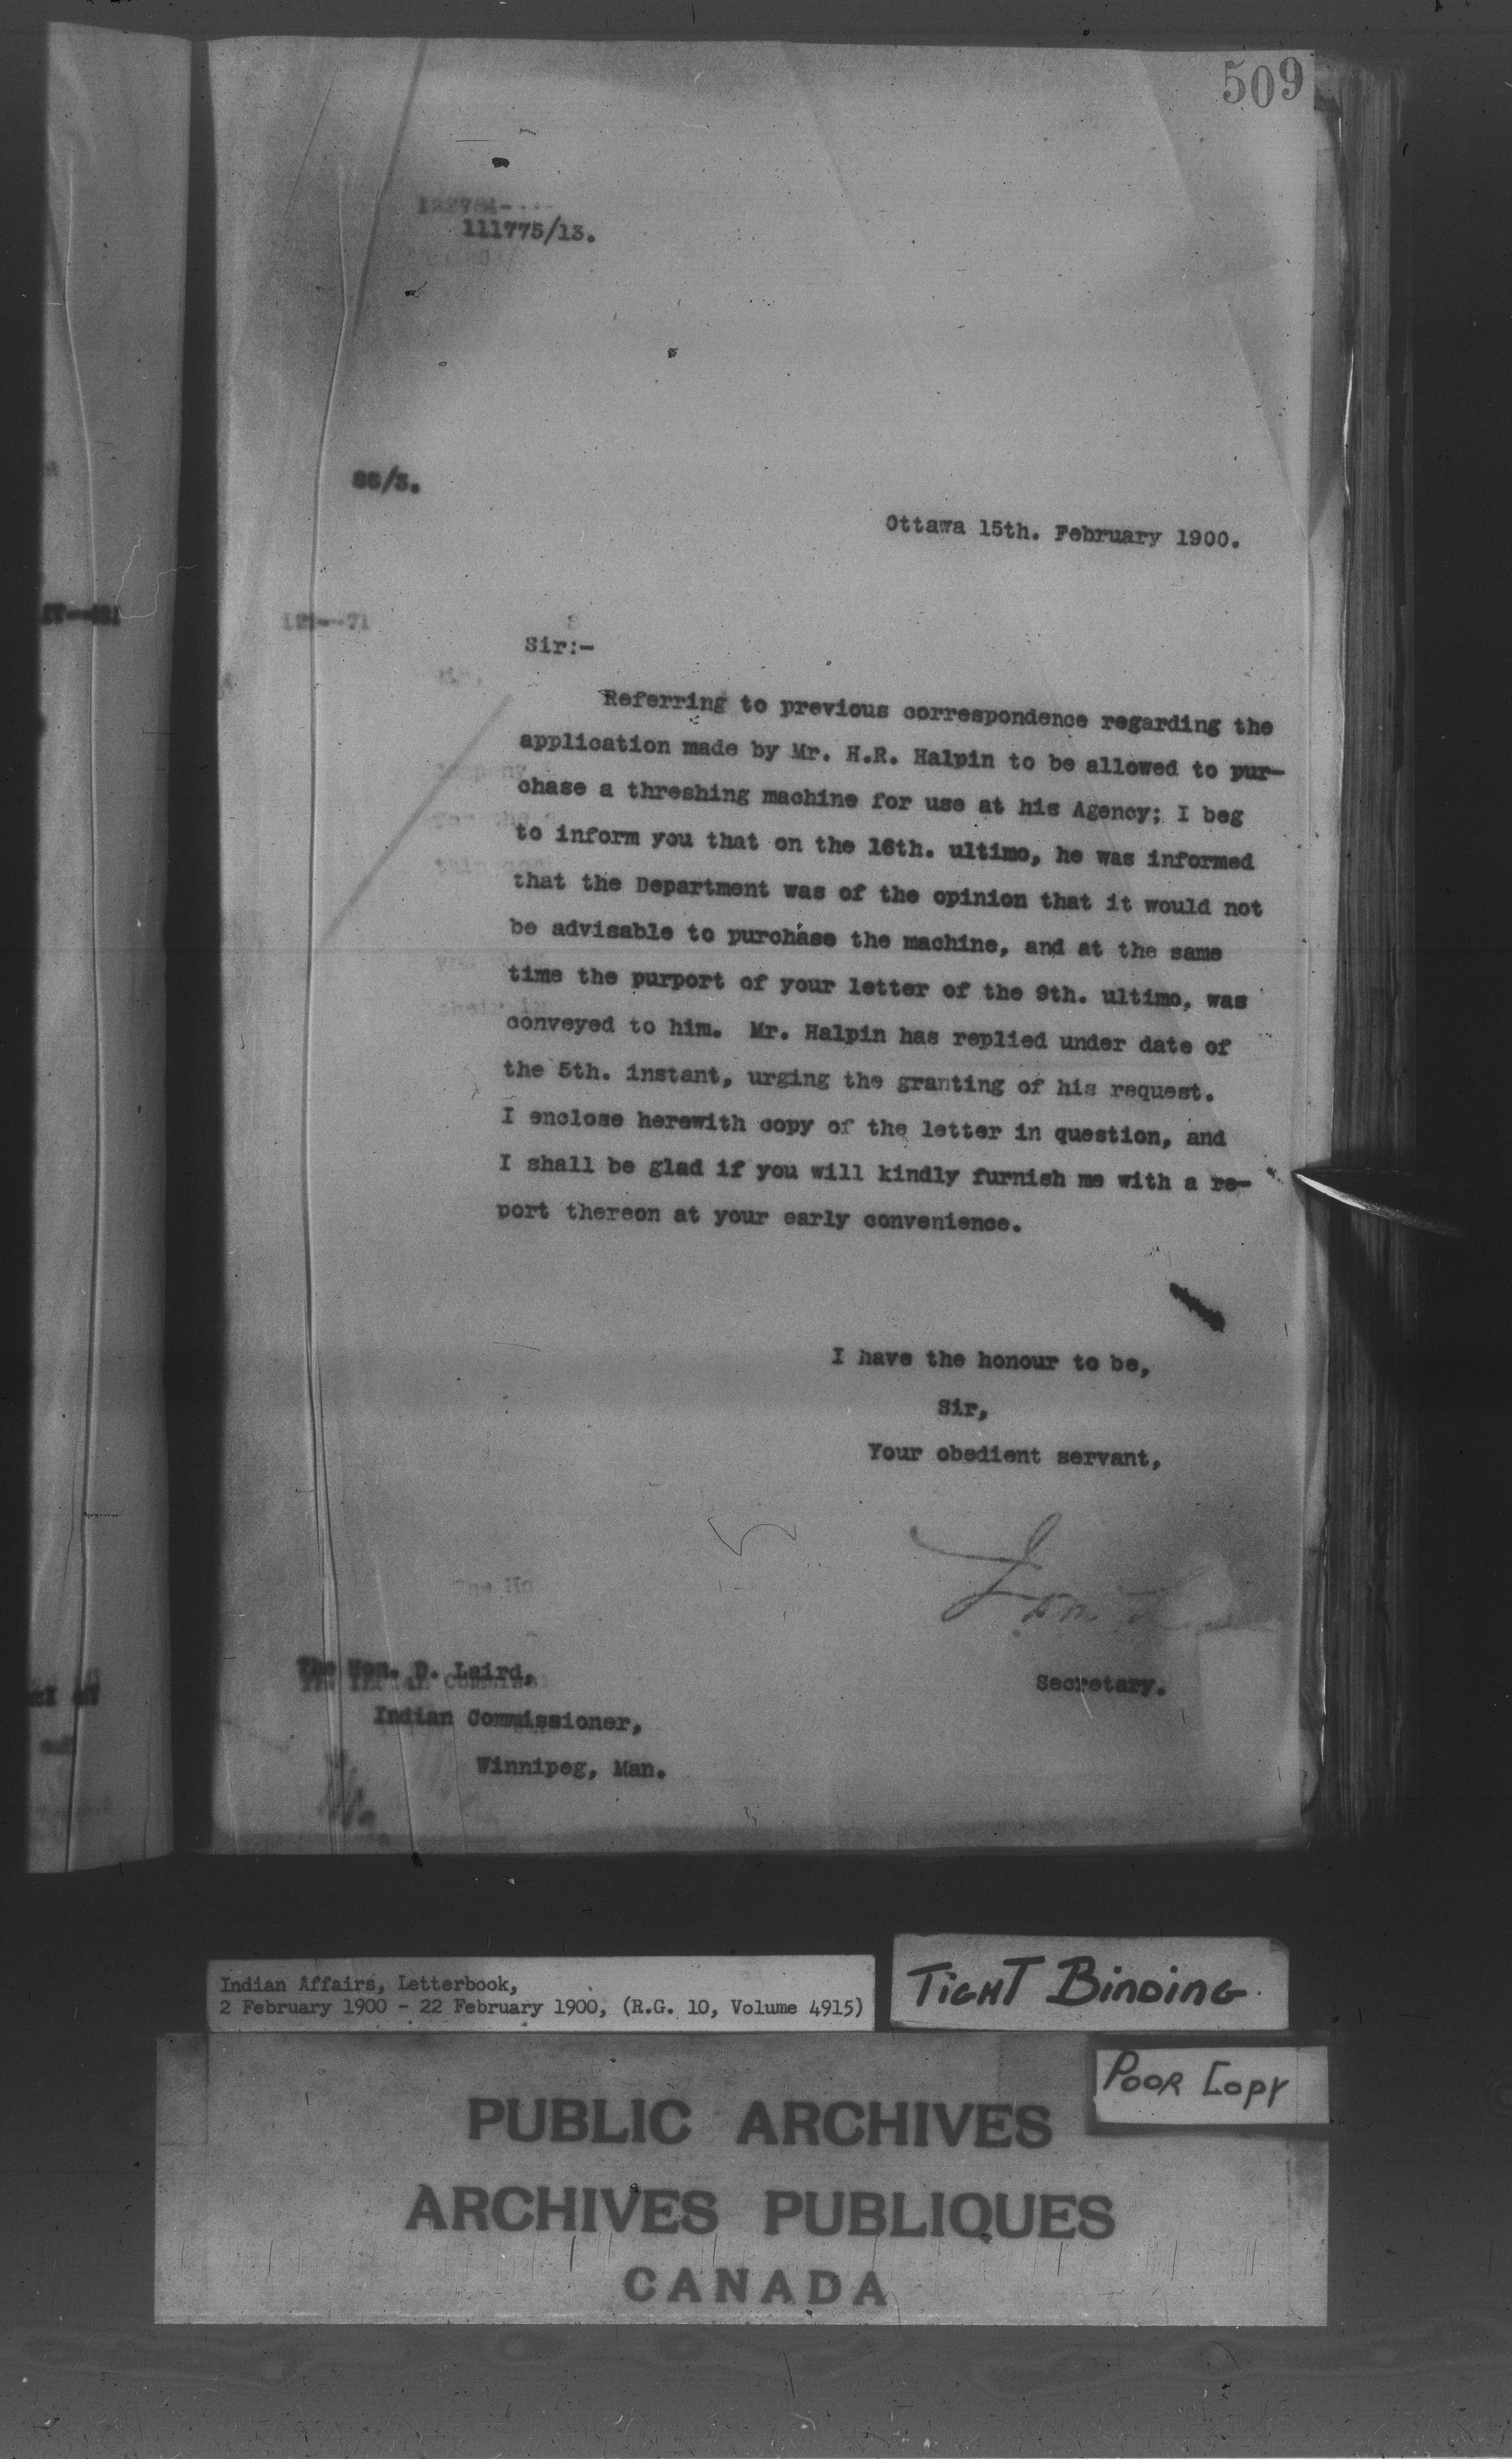 509
111775/13.
85/3.
Ottawa 15th. February 1900.
Sir:-
Referring to previous correspondence regarding the
application made by Mr. H.R. Halpin to be allowed to pur-
chase a threshing machine for use at his Agency; I beg
to inform you that on the 16th. ultimo, he was informed
that the Department was of the opinion that it would not
be advisable to purchase the machine, and at the same
time the purport of your letter of the 9th. ultimo, was
conveyed to him. Mr. Halpin has replied under date of
the 5th. instant, urging the granting of his request.
I enclose herewith copy of the letter in question, and
I shall be glad if you will kindly furnish me with a re-
port thereon at your early convenience.
I have the honour to be,
Sir,
Your obedient servant,
Secretary.
The Hon. D. Laird,
Indian Commissioner,
Winnipeg, Man.
Indian Affairs, Letterbook,
2 February 1900 - 22 February 1900, (R.G. 10, Volume 4915)
TIGHT BINDING.
POOR COPY
PUBLIC ARCHIVES
ARCHIVES PUBLIQUES
CANADA